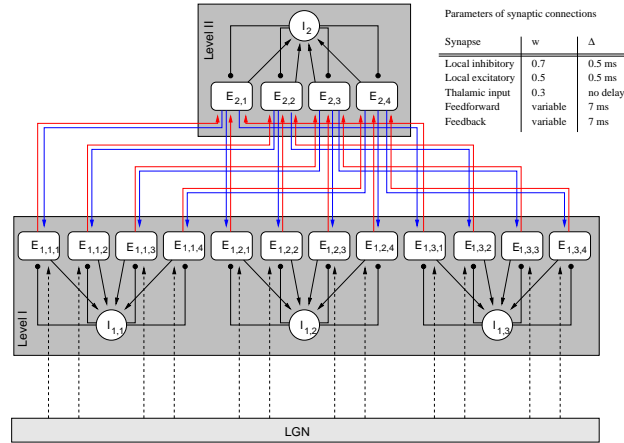 Parameters of synaptic connections
Synapse w Δ
Local inhibitory 0.7 0.5 ms
Local excitatory 0.5 0.5 ms
Thalamic input 0.3 no delay
Feedforward variable 7 ms
Feedback variable 7 ms
Level II
I2
E2,1 E2,2 E2,3 E2,4
Level I
E1,1,1 E1,1,2 E1,1,3 E1,1,4 E1,2,1 E1,2,2 E1,2,3 E1,2,4 E1,3,1 E1,3,2 E1,3,3 E1,3,4
I1,1 I1,2 I1,3
LGN